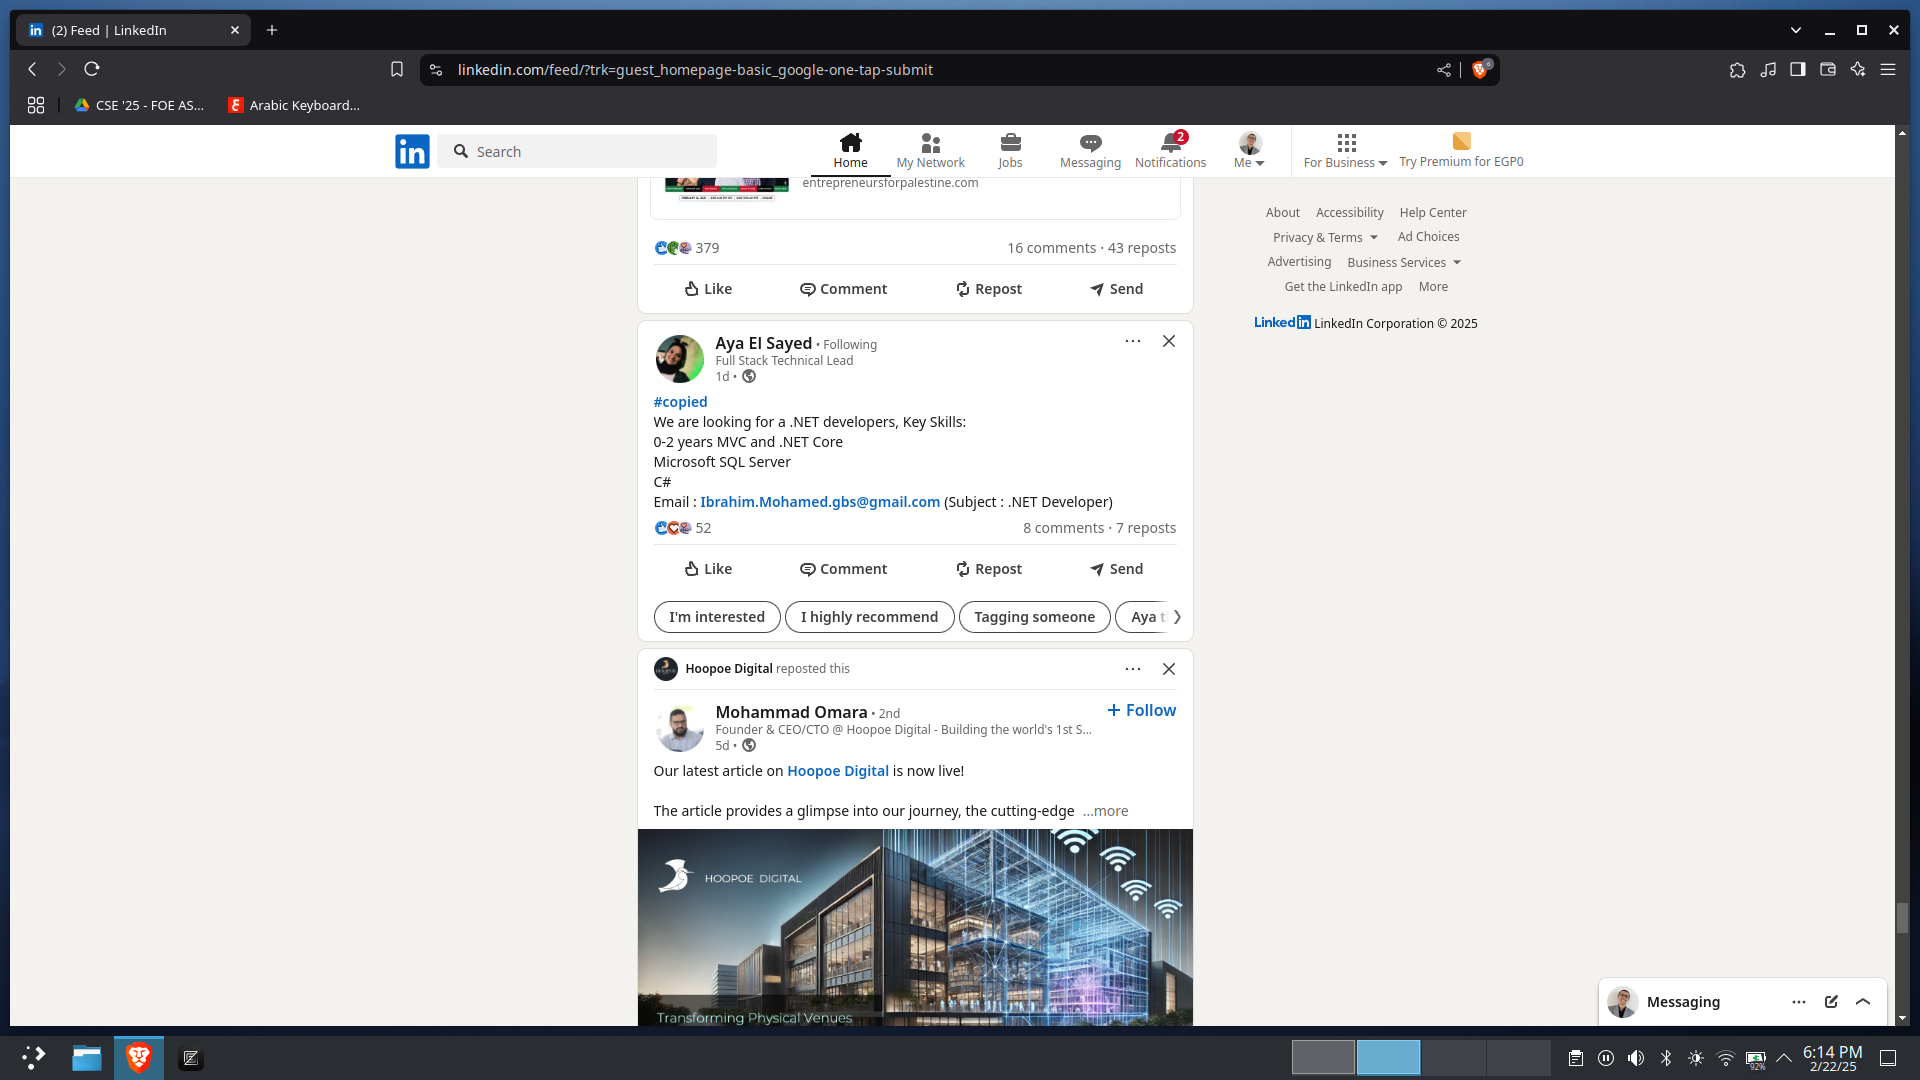 (2) Feed | LinkedIn
linkedin.com/feed/?trk=guest_homepage-basic_google-one-tap-submit
6
CSE '25 - FOE AS...
Arabic Keyboard...
in
Search
Home
My Network
Jobs
Messaging
2
Notifications
Me
For Business
Try Premium for EGP0
entrepreneursforpalestine.com
379
16 comments · 43 reposts
Like
Comment
Repost
Send
About
Accessibility
Help Center
Privacy & Terms
Ad Choices
Advertising
Business Services
Get the LinkedIn app
More
LinkedIn LinkedIn Corporation © 2025
Aya El Sayed • Following
Full Stack Technical Lead
1d •
#copied
We are looking for a .NET developers, Key Skills:
0-2 years MVC and .NET Core
Microsoft SQL Server
C#
Email : Ibrahim.Mohamed.gbs@gmail.com (Subject : .NET Developer)
52
8 comments · 7 reposts
Like
Comment
Repost
Send
I'm interested
I highly recommend
Tagging someone
Aya t
Hoopoe Digital reposted this
Mohammad Omara • 2nd
+ Follow
Founder & CEO/CTO @ Hoopoe Digital - Building the world's 1st S...
5d •
Our latest article on Hoopoe Digital is now live!
The article provides a glimpse into our journey, the cutting-edge ...more
HOOPOE DIGITAL
Transforming Physical Venues
Messaging
92%
6:14 PM
2/22/25